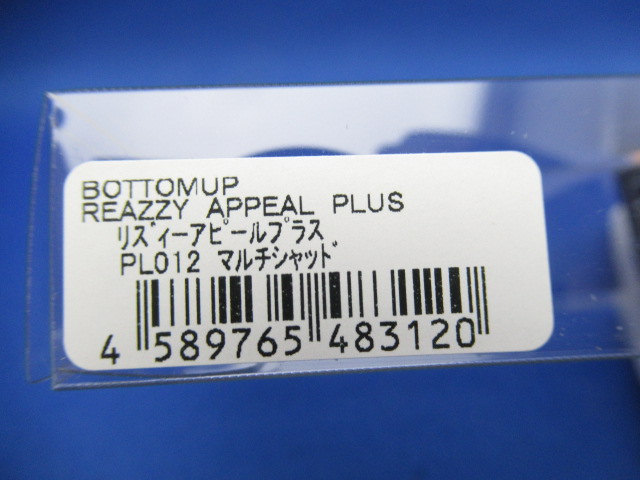 BOTTOMUP
REAZZY APPEAL PLUS
ﾘｽﾞｨｰｱﾋﾟｰﾙﾌﾟﾗｽ
PL012 ﾏﾙﾁｼｬｯﾄﾞ
4 589765 483120